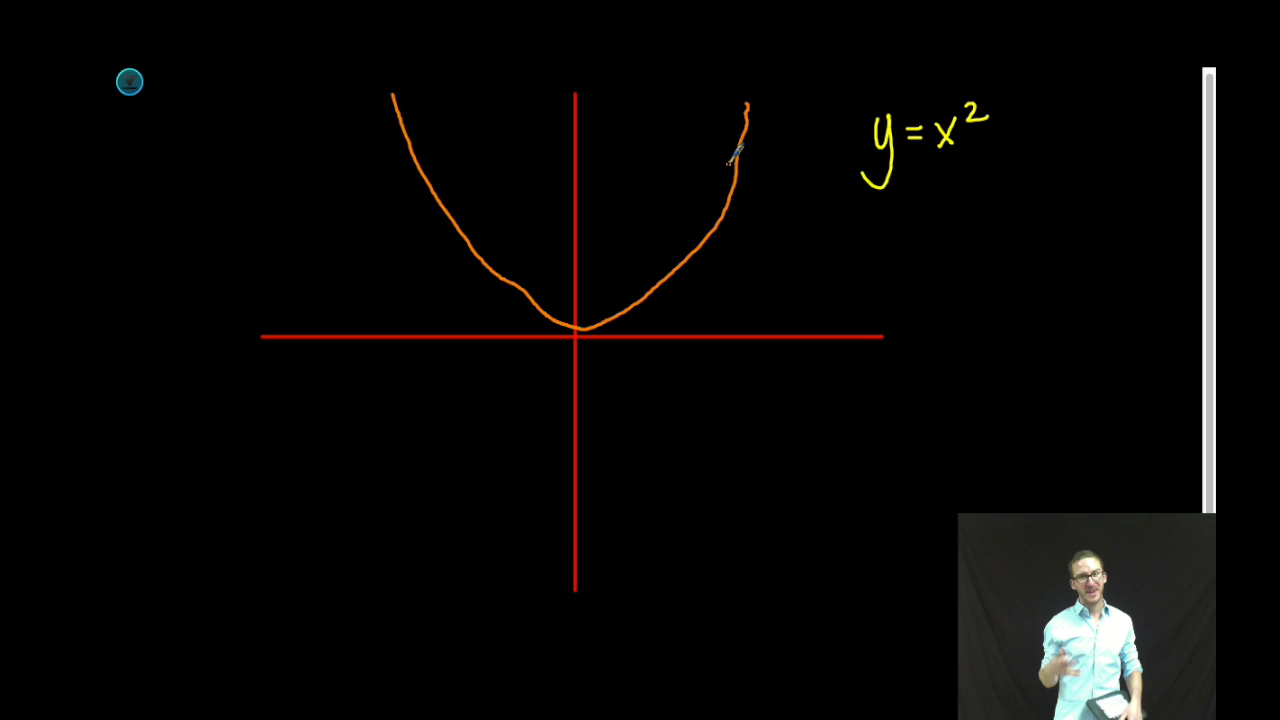 y = x²